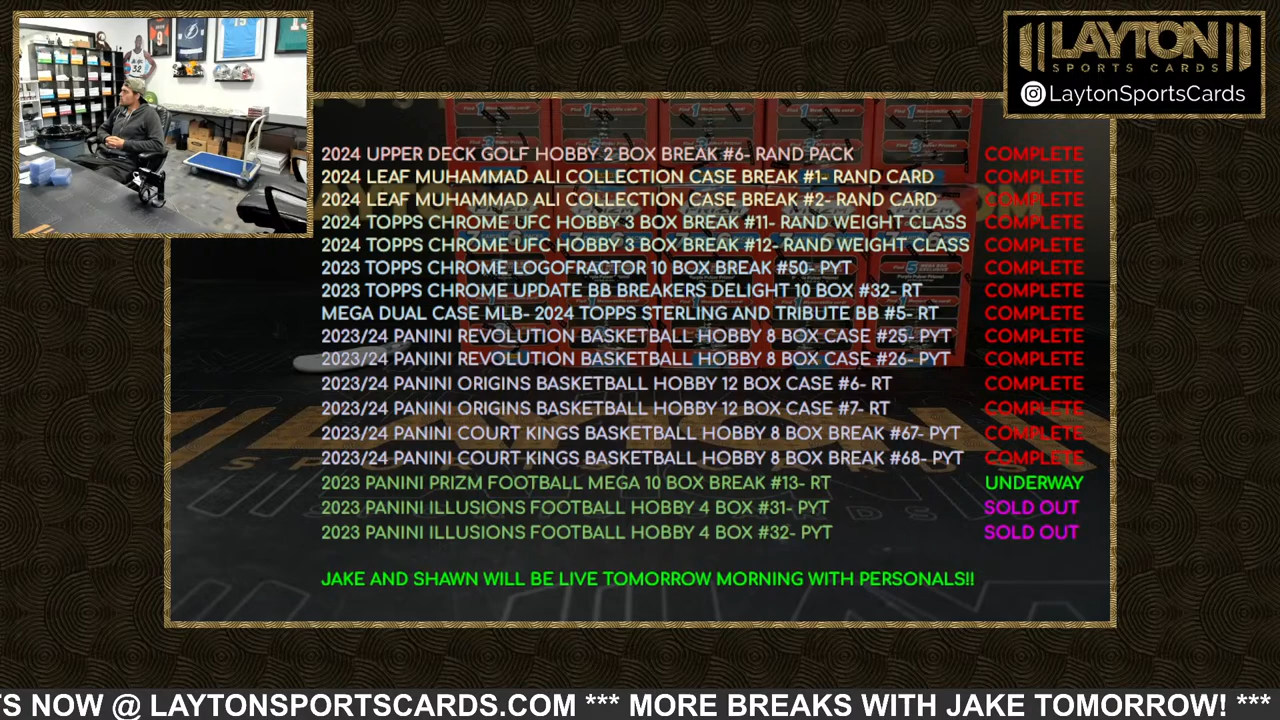 LAYTON
SPORTS CARDS
LaytonSportsCards
2024 UPPER DECK GOLF HOBBY 2 BOX BREAK #6- RAND PACK COMPLETE
2024 LEAF MUHAMMAD ALI COLLECTION CASE BREAK #1- RAND CARD COMPLETE
2024 LEAF MUHAMMAD ALI COLLECTION CASE BREAK #2- RAND CARD COMPLETE
2024 TOPPS CHROME UFC HOBBY 3 BOX BREAK #11- RAND WEIGHT CLASS COMPLETE
2024 TOPPS CHROME UFC HOBBY 3 BOX BREAK #12- RAND WEIGHT CLASS COMPLETE
2023 TOPPS CHROME LOGOFRACTOR 10 BOX BREAK #50- PYT COMPLETE
2023 TOPPS CHROME UPDATE BB BREAKERS DELIGHT 10 BOX #32- RT COMPLETE
MEGA DUAL CASE MLB- 2024 TOPPS STERLING AND TRIBUTE BB #5- RT COMPLETE
2023/24 PANINI REVOLUTION BASKETBALL HOBBY 8 BOX CASE #25- PYT COMPLETE
2023/24 PANINI REVOLUTION BASKETBALL HOBBY 8 BOX CASE #26- PYT COMPLETE
2023/24 PANINI ORIGINS BASKETBALL HOBBY 12 BOX CASE #6- RT COMPLETE
2023/24 PANINI ORIGINS BASKETBALL HOBBY 12 BOX CASE #7- RT COMPLETE
2023/24 PANINI COURT KINGS BASKETBALL HOBBY 8 BOX BREAK #67- PYT COMPLETE
2023/24 PANINI COURT KINGS BASKETBALL HOBBY 8 BOX BREAK #68- PYT COMPLETE
2023 PANINI PRIZM FOOTBALL MEGA 10 BOX BREAK #13- RT UNDERWAY
2023 PANINI ILLUSIONS FOOTBALL HOBBY 4 BOX #31- PYT SOLD OUT
2023 PANINI ILLUSIONS FOOTBALL HOBBY 4 BOX #32- PYT SOLD OUT
JAKE AND SHAWN WILL BE LIVE TOMORROW MORNING WITH PERSONALS!!
TS NOW @ LAYTONSPORTSCARDS.COM *** MORE BREAKS WITH JAKE TOMORROW! ***